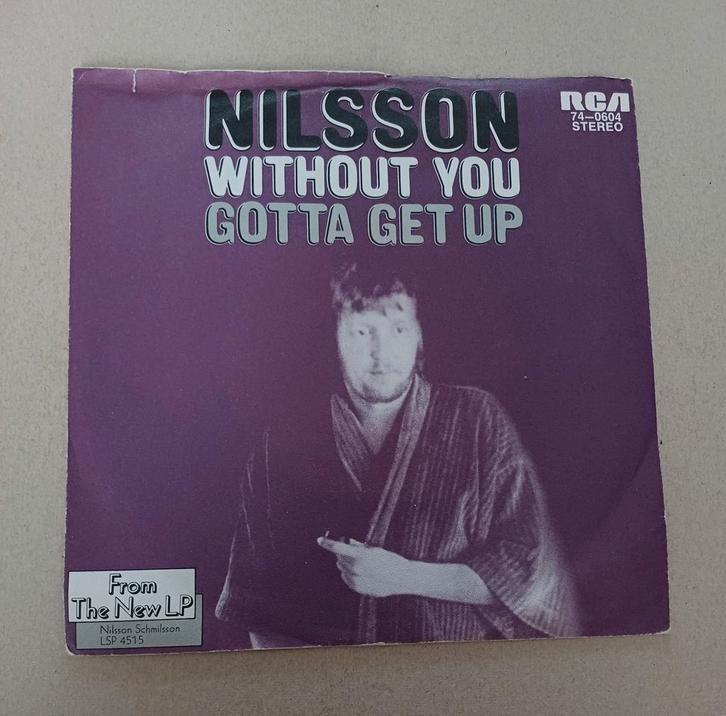 NILSSON
WITHOUT YOU
GOTTA GET UP
RCA
74-0604
STEREO
From
The New LP
Nilsson Schmilsson
LSP 4515